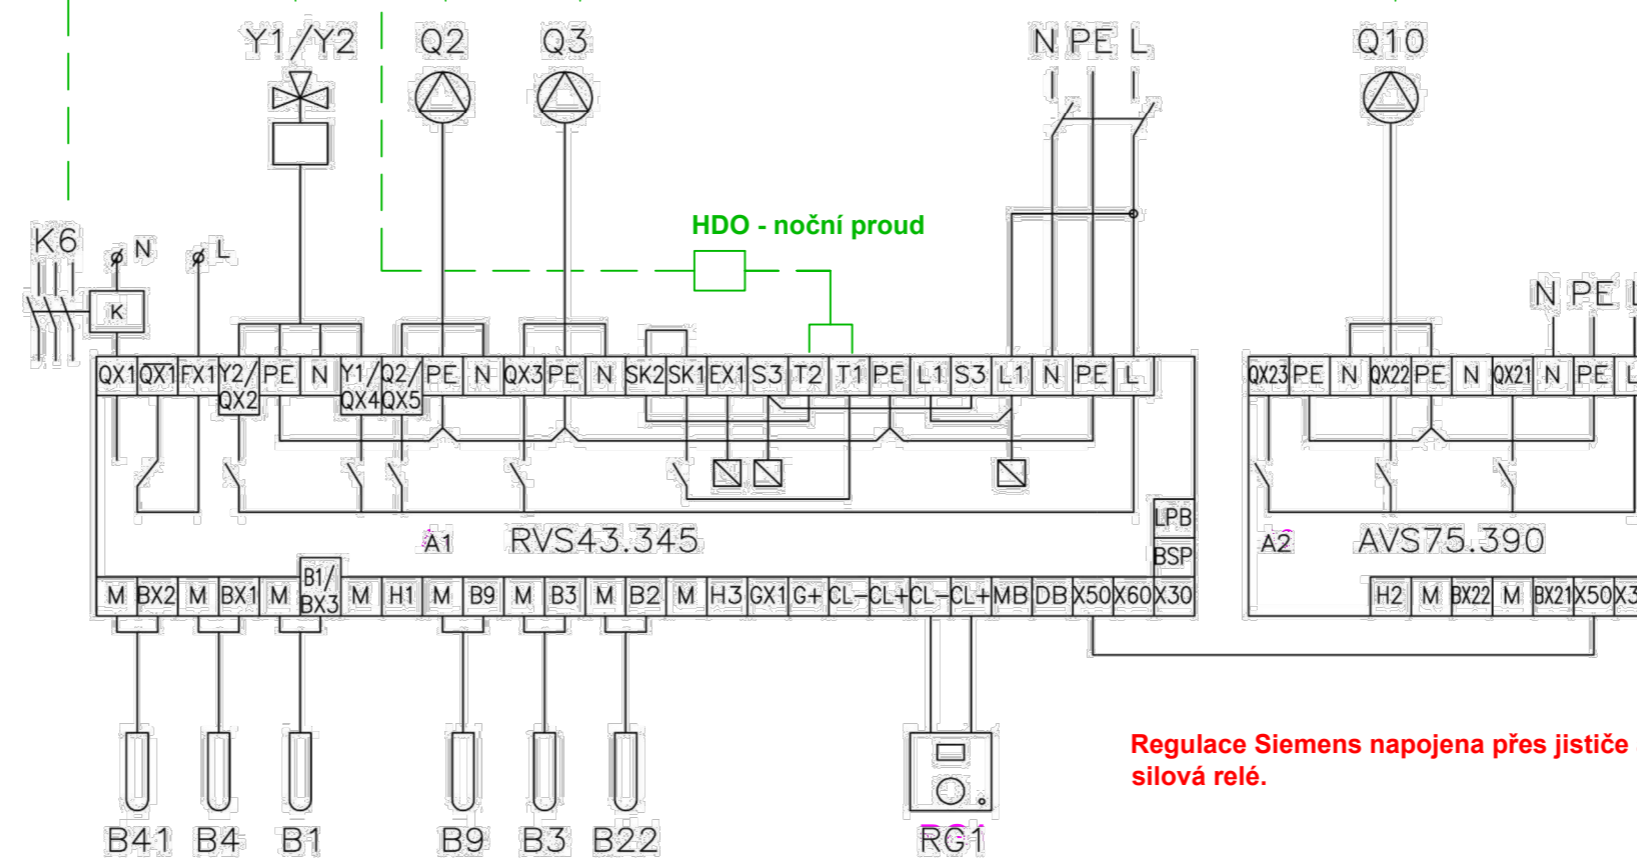 Y1/Y2 Q2 Q3 N PE L Q10
HDO - noční proud
K6 N L
K
N PE L
QX1 QX1 FX1 Y2/QX2 PE N Y1/QX4 Q2/QX5 PE N QX3 PE N SK2 SK1 EX1 S3 T2 T1 PE L1 S3 L1 N PE L
QX23 PE N QX22 PE N QX21 N PE L
LPB
A1 RVS43.345 A2 AVS75.390
BSP
M BX2 M BX1 M B1/BX3 M H1 M B9 M B3 M B2 M H3 GX1 G+ CL- CL+ CL- CL+ MB DB X50 X60 X30
H2 M BX22 M BX21 X50 X3
Regulace Siemens napojena přes jističe
silová relé.
B41 B4 B1 B9 B3 B22 RG1